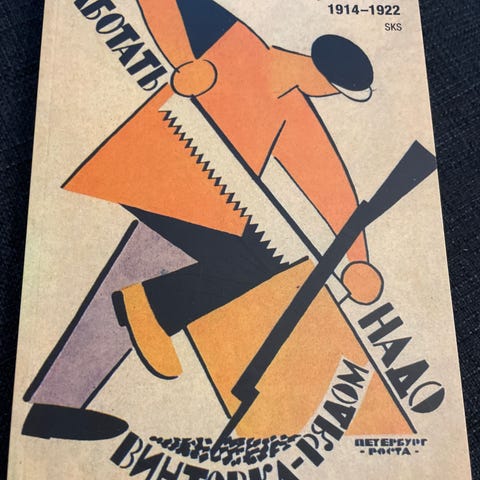 1914–1922
SKS
АБОТАТЬ
НАДО
ВИНТОВКА-РЯДОМ
ПЕТЕРБУРГ
- РОСТА -